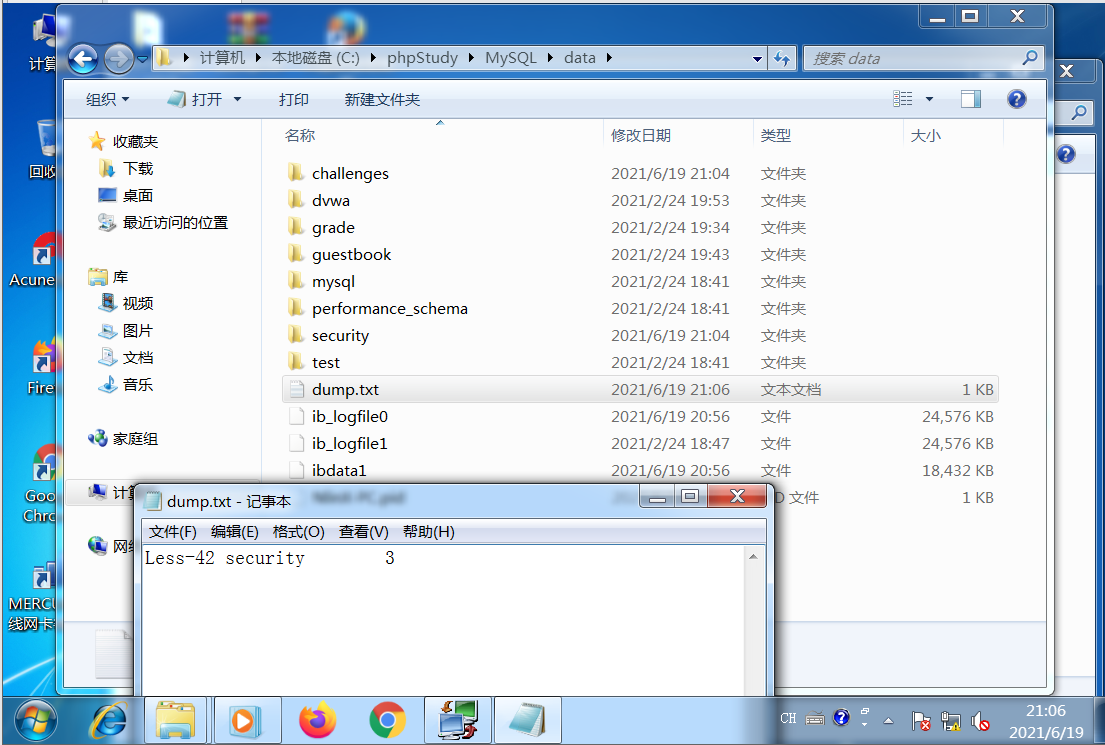 计算机 ▸ 本地磁盘 (C:) ▸ phpStudy ▸ MySQL ▸ data ▸
搜索 data
组织
打开
打印
新建文件夹
名称 修改日期 类型 大小
收藏夹
下载
桌面
最近访问的位置
库
视频
图片
文档
音乐
家庭组
challenges 2021/6/19 21:04 文件夹
dvwa 2021/2/24 19:53 文件夹
grade 2021/2/24 19:34 文件夹
guestbook 2021/2/24 19:43 文件夹
mysql 2021/2/24 18:41 文件夹
performance_schema 2021/2/24 18:41 文件夹
security 2021/6/19 21:04 文件夹
test 2021/2/24 18:41 文件夹
dump.txt 2021/6/19 21:06 文本文档 1 KB
ib_logfile0 2021/6/19 20:56 文件 24,576 KB
ib_logfile1 2021/2/24 18:47 文件 24,576 KB
ibdata1 2021/6/19 20:56 文件 18,432 KB
D 文件 1 KB
计
网
dump.txt - 记事本
文件(F) 编辑(E) 格式(O) 查看(V) 帮助(H)
Less-42 security 3
计算
回收
Acune
Fire
Goo
Chro
MERCU
线网卡
CH
21:06
2021/6/19